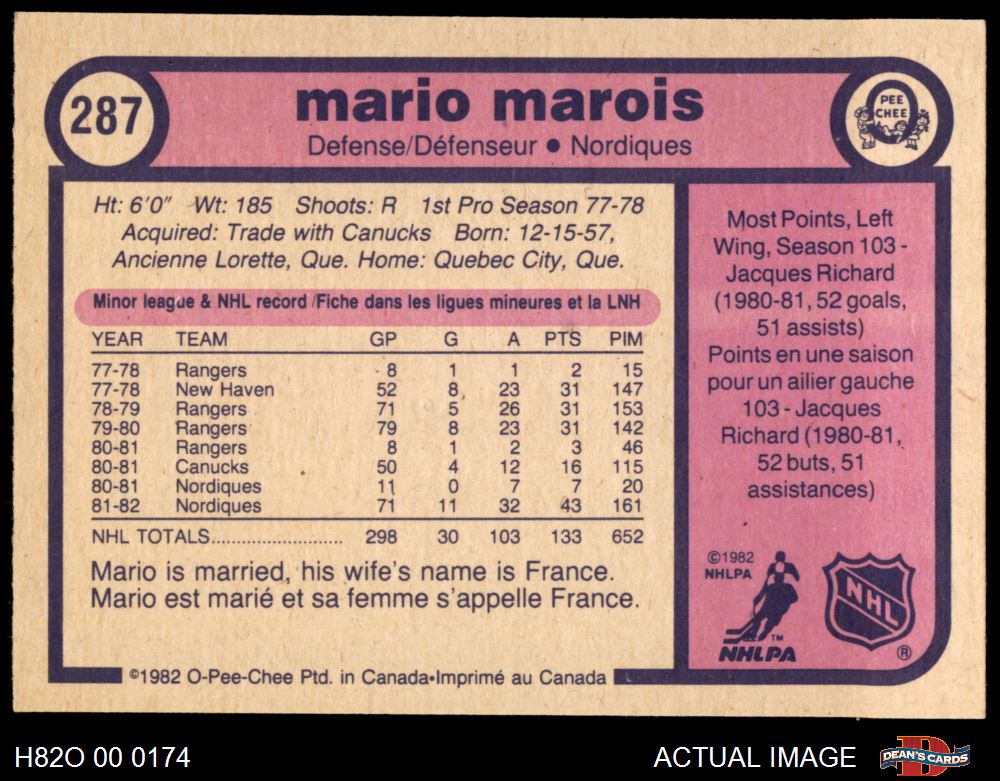 287
mario marois
Defense/Défenseur • Nordiques
PEE
CHEE
Ht: 6'0" Wt: 185 Shoots: R 1st Pro Season 77-78
Acquired: Trade with Canucks Born: 12-15-57,
Ancienne Lorette, Que. Home: Quebec City, Que.
Minor league & NHL record/Fiche dans les ligues mineures et la LNH
YEAR TEAM GP G A PTS PIM
77-78 Rangers 8 1 1 2 15
77-78 New Haven 52 8 23 31 147
78-79 Rangers 71 5 26 31 153
79-80 Rangers 79 8 23 31 142
80-81 Rangers 8 1 2 3 46
80-81 Canucks 50 4 12 16 115
80-81 Nordiques 11 0 7 7 20
81-82 Nordiques 71 11 32 43 161
NHL TOTALS........................ 298 30 103 133 652
Mario is married, his wife's name is France.
Mario est marié et sa femme s'appelle France.
©1982 O-Pee-Chee Ptd. in Canada•Imprimé au Canada
Most Points, Left
Wing, Season 103 -
Jacques Richard
(1980-81, 52 goals,
51 assists)
Points en une saison
pour un ailier gauche
103 - Jacques
Richard (1980-81,
52 buts, 51
assistances)
©1982
NHLPA
TM
NHLPA
NHL
®
H82O 00 0174
ACTUAL IMAGE
DEAN'S CARDS